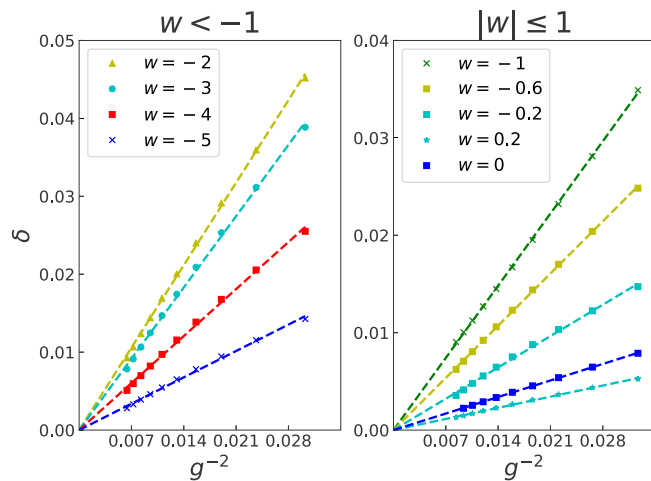 w < −1
|w| ≤ 1
0.05
0.04
0.03
0.02
0.01
0.00
δ
w = −2
w = −3
w = −4
w = −5
0.007 0.014 0.021 0.028
g⁻²
0.04
0.03
0.02
0.01
0.00
w = −1
w = −0.6
w = −0.2
w = 0.2
w = 0
0.007 0.014 0.021 0.028
g⁻²